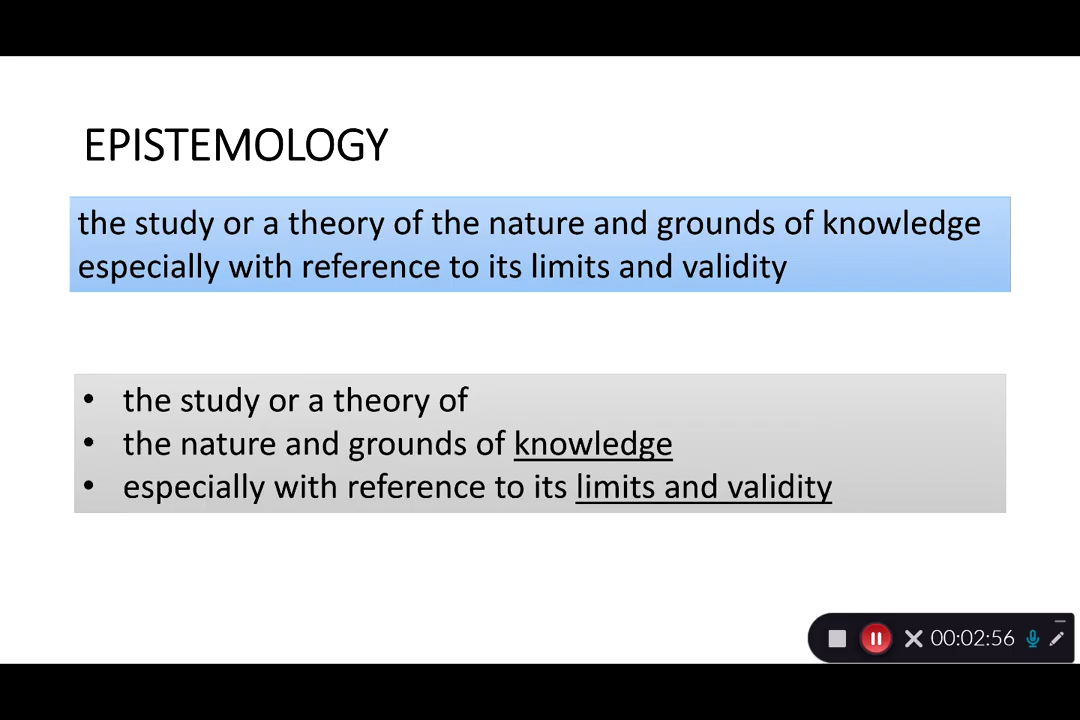 EPISTEMOLOGY
the study or a theory of the nature and grounds of knowledge
especially with reference to its limits and validity
• the study or a theory of
• the nature and grounds of knowledge
• especially with reference to its limits and validity
00:02:56